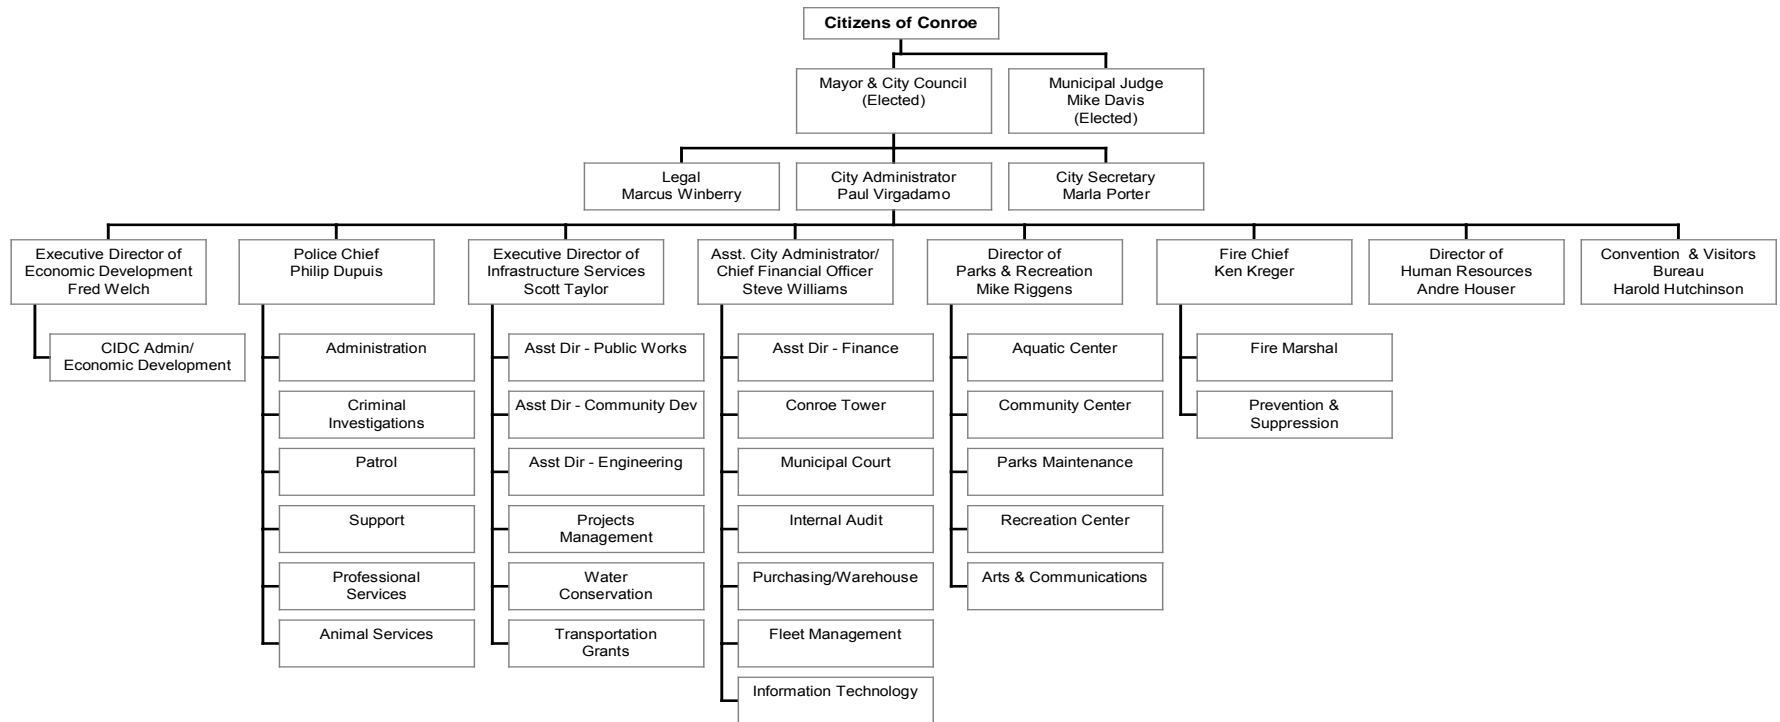 Citizens of Conroe
Mayor & City Council
(Elected)
Municipal Judge
Mike Davis
(Elected)
Legal
Marcus Winberry
City Administrator
Paul Virgadamo
City Secretary
Marla Porter
Executive Director of
Economic Development
Fred Welch
Police Chief
Philip Dupuis
Executive Director of
Infrastructure Services
Scott Taylor
Asst. City Administrator/
Chief Financial Officer
Steve Williams
Director of
Parks & Recreation
Mike Riggens
Fire Chief
Ken Kreger
Director of
Human Resources
Andre Houser
Convention & Visitors
Bureau
Harold Hutchinson
CIDC Admin/
Economic Development
Administration
Criminal
Investigations
Patrol
Support
Professional
Services
Animal Services
Asst Dir - Public Works
Asst Dir - Community Dev
Asst Dir - Engineering
Projects
Management
Water
Conservation
Transportation
Grants
Asst Dir - Finance
Conroe Tower
Municipal Court
Internal Audit
Purchasing/Warehouse
Fleet Management
Information Technology
Aquatic Center
Community Center
Parks Maintenance
Recreation Center
Arts & Communications
Fire Marshal
Prevention &
Suppression